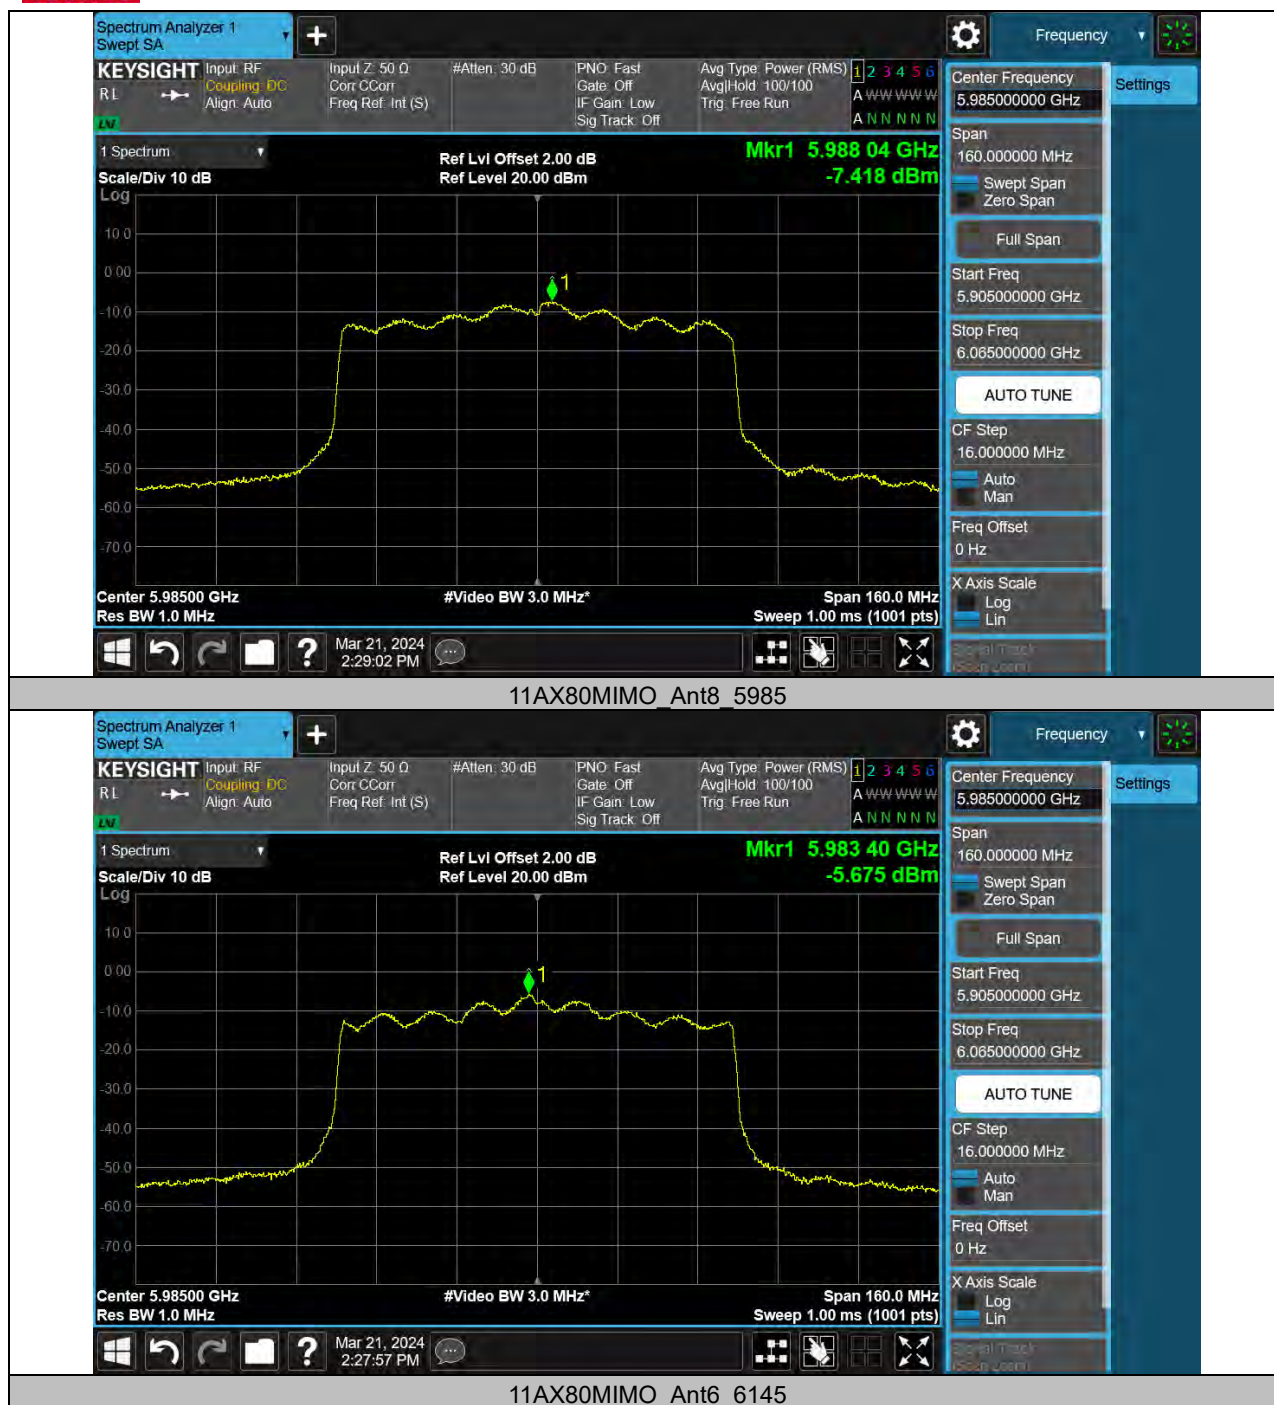 Spectrum Analyzer 1
Swept SA
Frequency
KEYSIGHT
R L
LNI
Input: RF
Coupling: DC
Align: Auto
Input Z: 50 Ω
Corr CCorr
Freq Ref: Int (S)
#Atten: 30 dB
PNO: Fast
Gate: Off
IF Gain: Low
Sig Track: Off
Avg Type: Power (RMS)
Avg|Hold: 100/100
Trig: Free Run
1 2 3 4 5 6
A W W W W W
A N N N N N
Center Frequency
5.985000000 GHz
Settings
Span
160.000000 MHz
Swept Span
Zero Span
Full Span
Start Freq
5.905000000 GHz
Stop Freq
6.065000000 GHz
AUTO TUNE
CF Step
16.000000 MHz
Auto
Man
Freq Offset
0 Hz
X Axis Scale
Log
Lin
Signal Track
(Span Zoom)
1 Spectrum
Scale/Div 10 dB
Log
Ref Lvl Offset 2.00 dB
Ref Level 20.00 dBm
Mkr1 5.988 04 GHz
-7.418 dBm
10.0
0.00
-10.0
-20.0
-30.0
-40.0
-50.0
-60.0
-70.0
1
Center 5.98500 GHz
Res BW 1.0 MHz
#Video BW 3.0 MHz*
Span 160.0 MHz
Sweep 1.00 ms (1001 pts)
Mar 21, 2024
2:29:02 PM
11AX80MIMO_Ant8_5985
Spectrum Analyzer 1
Swept SA
Frequency
KEYSIGHT
R L
LNI
Input: RF
Coupling: DC
Align: Auto
Input Z: 50 Ω
Corr CCorr
Freq Ref: Int (S)
#Atten: 30 dB
PNO: Fast
Gate: Off
IF Gain: Low
Sig Track: Off
Avg Type: Power (RMS)
Avg|Hold: 100/100
Trig: Free Run
1 2 3 4 5 6
A W W W W W
A N N N N N
Center Frequency
5.985000000 GHz
Settings
Span
160.000000 MHz
Swept Span
Zero Span
Full Span
Start Freq
5.905000000 GHz
Stop Freq
6.065000000 GHz
AUTO TUNE
CF Step
16.000000 MHz
Auto
Man
Freq Offset
0 Hz
X Axis Scale
Log
Lin
Signal Track
(Span Zoom)
1 Spectrum
Scale/Div 10 dB
Log
Ref Lvl Offset 2.00 dB
Ref Level 20.00 dBm
Mkr1 5.983 40 GHz
-5.675 dBm
10.0
0.00
-10.0
-20.0
-30.0
-40.0
-50.0
-60.0
-70.0
1
Center 5.98500 GHz
Res BW 1.0 MHz
#Video BW 3.0 MHz*
Span 160.0 MHz
Sweep 1.00 ms (1001 pts)
Mar 21, 2024
2:27:57 PM
11AX80MIMO_Ant6_6145